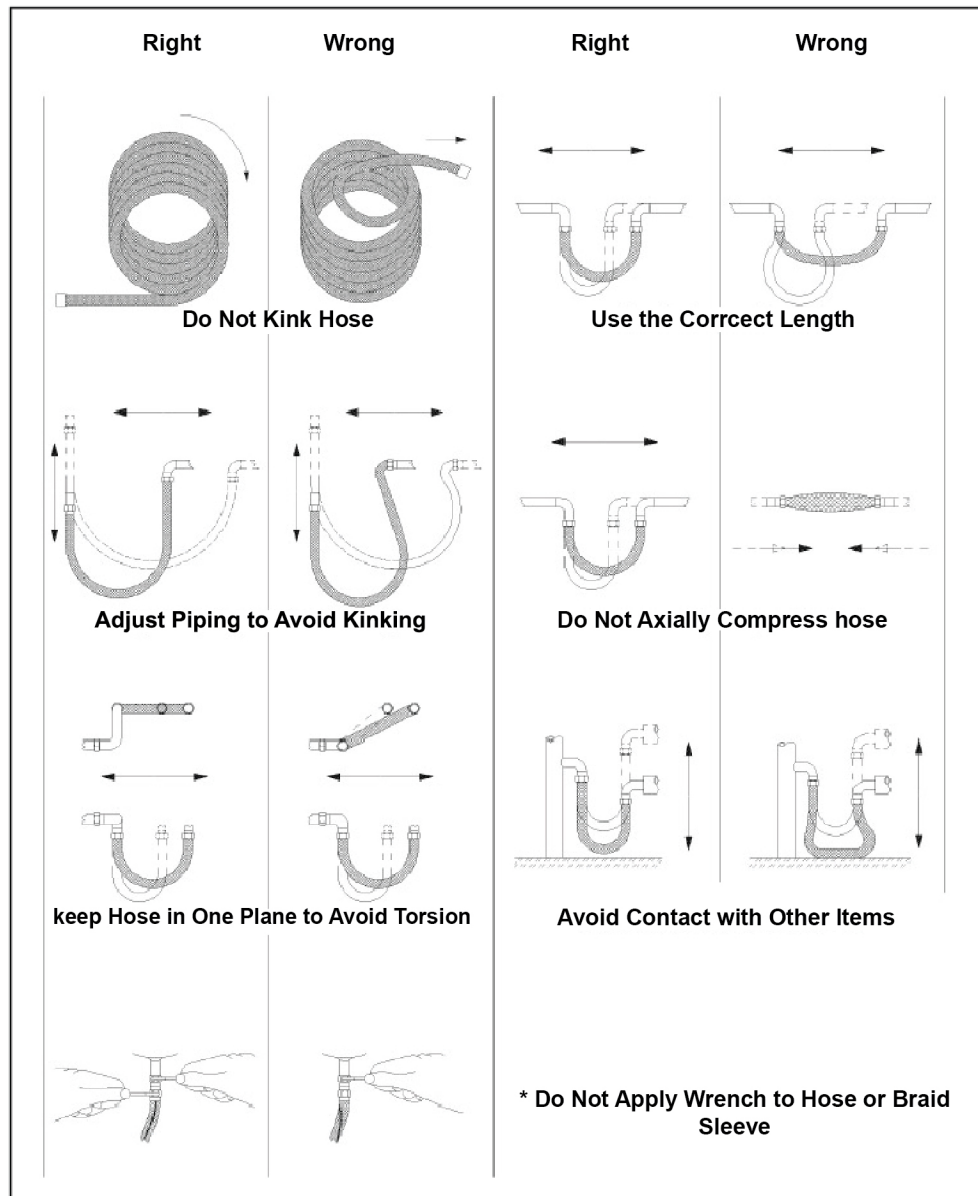 Right Wrong Right Wrong
Do Not Kink Hose
Use the Corrcect Length
Adjust Piping to Avoid Kinking
Do Not Axially Compress hose
keep Hose in One Plane to Avoid Torsion
Avoid Contact with Other Items
* Do Not Apply Wrench to Hose or Braid
Sleeve